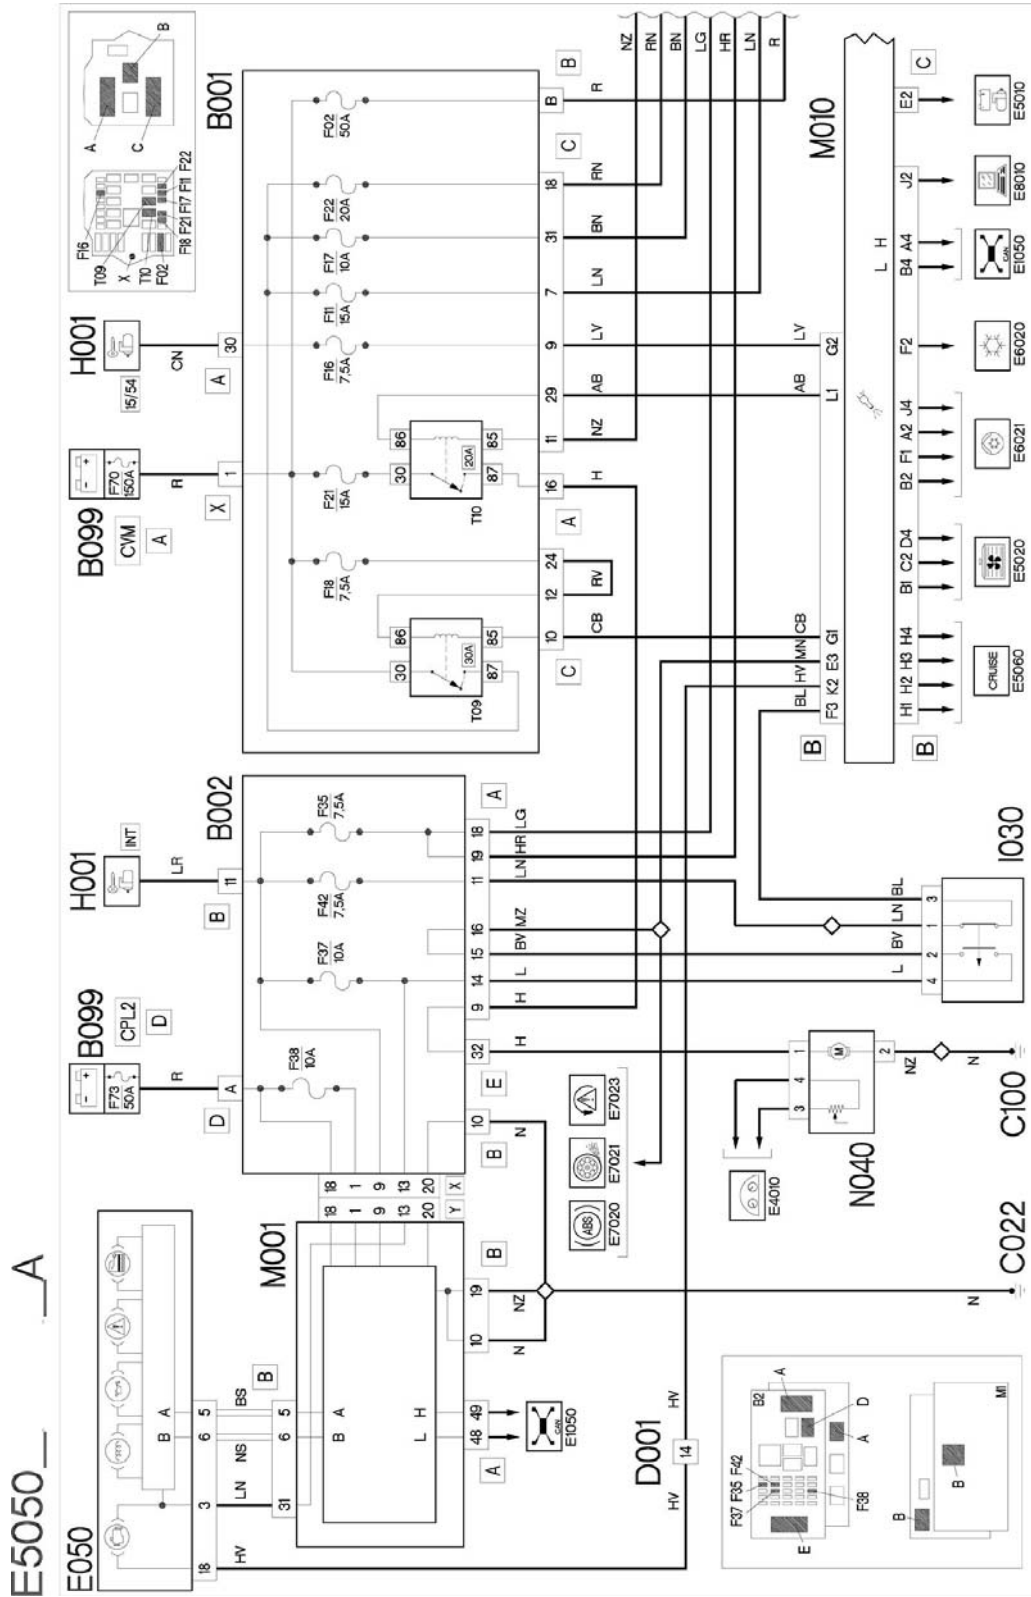 E5050__ _A
E050
18
3
6
5
B
A
HV
LN
NS
BS
B
31
6
5
B
A
L
H
M001
18
1
9
13
20
Y
18
1
9
13
20
X
48
49
A
CAN
E1050
10
19
B
N
NZ
B099
CPL2
D
F73
50A
R
A
D
F38
10A
H001
INT
LR
11
B
B002
F37
10A
F42
7,5A
F35
7,5A
10
B
N
32
E
H
9
H
14
L
15
BV
16
MZ
11
LN
19
HR
18
LG
A
B099
CVM
A
F70
150A
R
1
X
H001
15/54
CN
30
A
B001
F18
7,5A
F21
15A
F16
7,5A
F11
15A
F17
10A
F22
20A
F02
50A
30
86
30A
87
85
T09
30
86
20A
87
85
T10
10
12
24
C
CB
RV
16
A
H
11
NZ
29
AB
9
LV
7
LN
31
BN
18
RN
C
B
B
R
F16
T09
X
T10
F02
F18
F21
F17
F11
F22
A
B
C
NZ
RN
BN
LG
HR
LN
R
M010
BL
HV
MN
CB
AB
LV
F3
K2
E3
G1
L1
G2
B
H1
H2
H3
H4
B
B1
C2
D4
B2
F1
A2
J4
F2
B4
A4
L
H
J2
E2
C
CRUISE
E5060
E5020
E6021
E6020
CAN
E1050
E8010
E5010
ABS
E7020
E7021
E7023
D001
14
HV
HV
E4010
3
4
1
M
2
N040
NZ
N
C100
C022
N
I030
4
2
1
3
L
BV
LN
BL
F37
F35
F42
F38
E
B2
A
D
A
B
B
M1